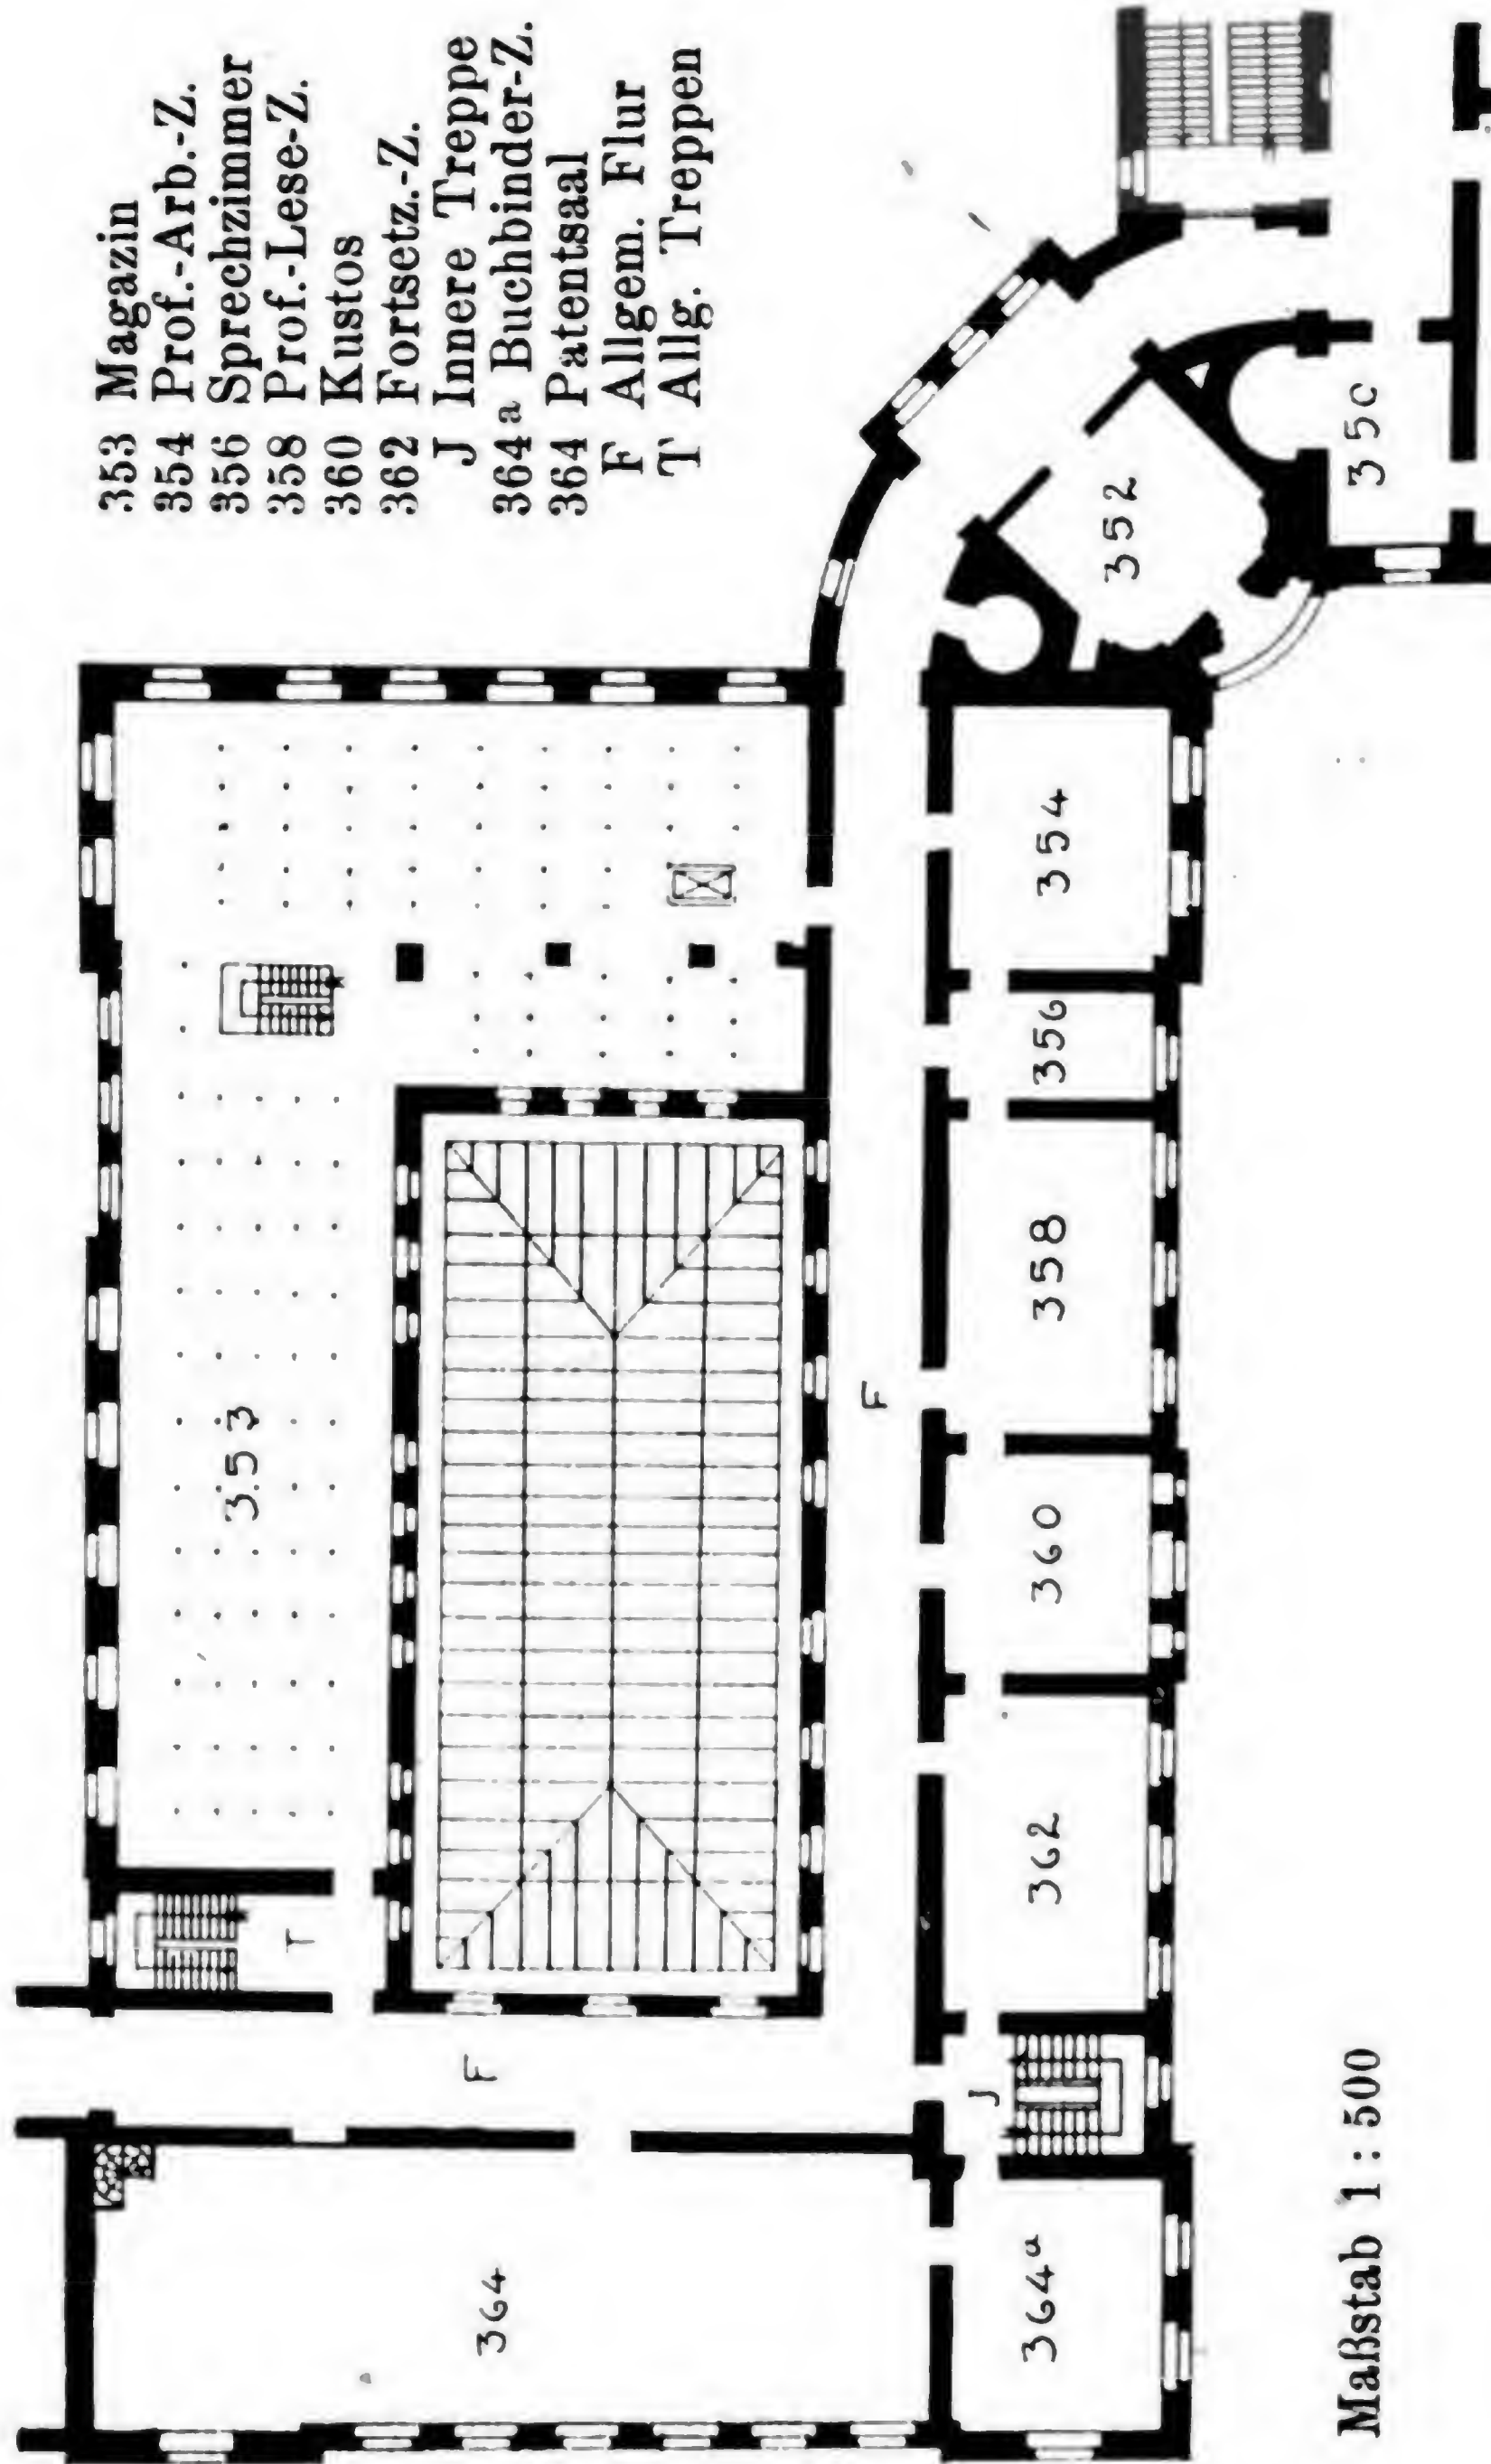 353 Magazin
354 Prof.-Arb.-Z.
356 Sprechzimmer
358 Prof.-Lese-Z.
360 Kustos
362 Fortsetz.-Z.
J Innere Treppe
364a Buchbinder-Z.
364 Patentsaal
F Allgem. Flur
T Allg. Treppen
364
364a
J
F
T
362
360
353
F
358
356
354
352
35c
Maßstab 1 : 500